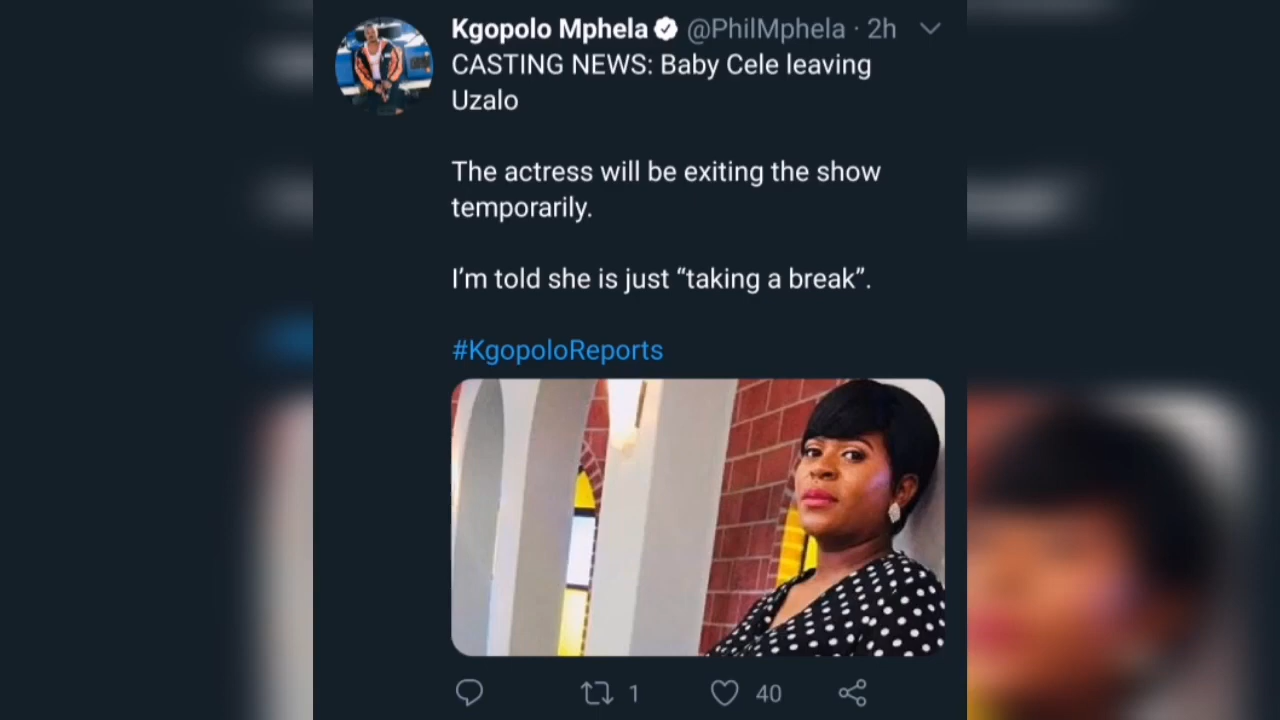 Kgopolo Mphela @PhilMphela · 2h
CASTING NEWS: Baby Cele leaving
Uzalo
The actress will be exiting the show
temporarily.
I'm told she is just “taking a break”.
#KgopoloReports
1 40